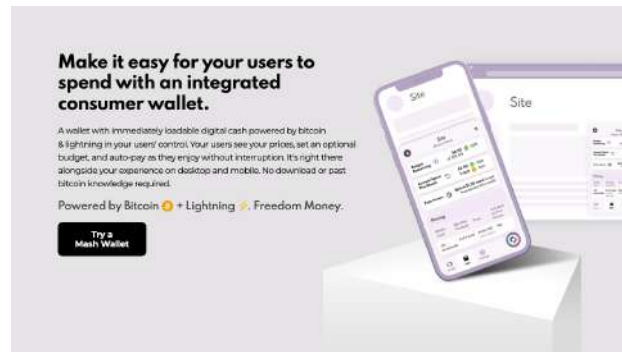 Make it easy for your users to
spend with an integrated
consumer wallet.
A wallet with immediately loadable digital cash powered by bitcoin
& lightning in your users' control. Your users see your prices, set an optional
budget, and auto-pay as they enjoy without interruption. It's right there
alongside your experience on desktop and mobile. No download or past
bitcoin knowledge required.
Powered by Bitcoin + Lightning ⚡. Freedom Money.
Try a
Mash Wallet
Site
Site
Site